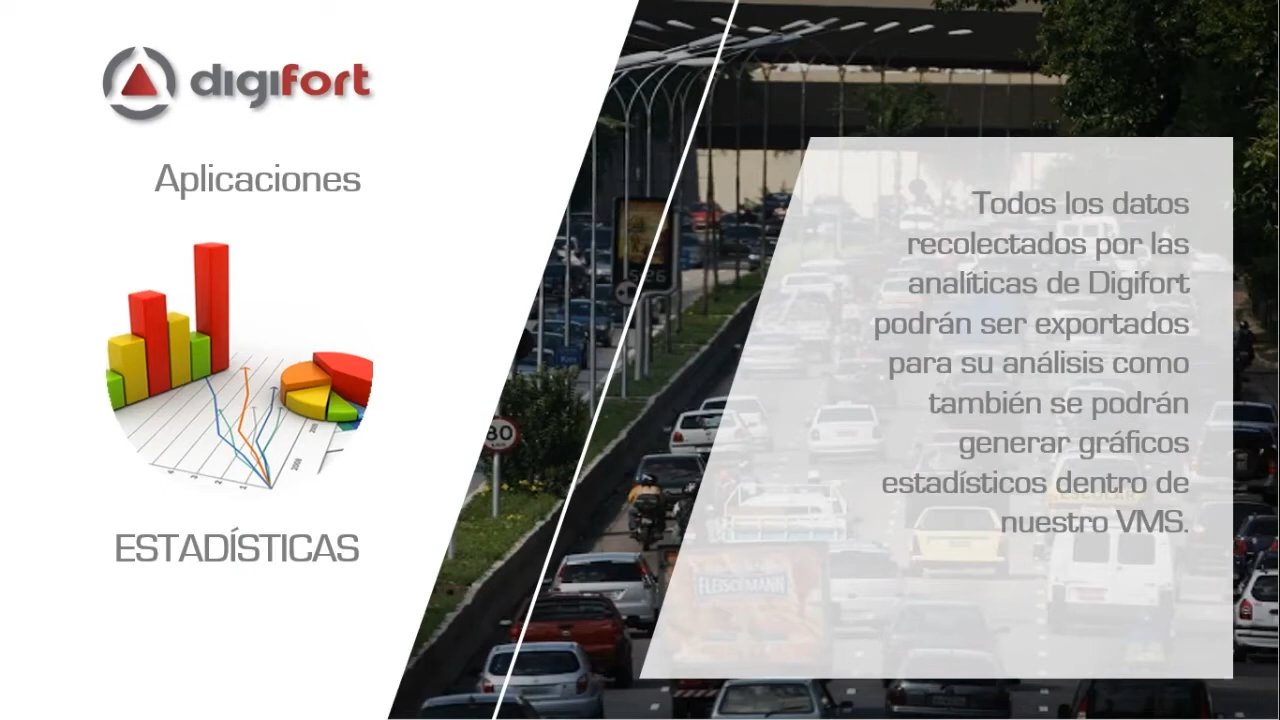 digifort
Aplicaciones
ESTADÍSTICAS
Todos los datos
recolectados por las
analíticas de Digifort
podrán ser exportados
para su análisis como
también se podrán
generar gráficos
estadísticos dentro de
nuestro VMS.
80
ESCOLAR
FLEISCHMANN